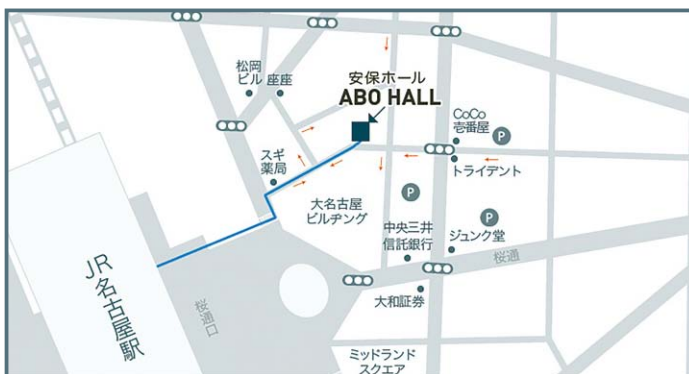 松岡
ビル
座座
安保ホール
ABO HALL
CoCo
壱番屋
P
スギ
薬局
トライデント
大名古屋
ビルヂング
P
P
中央三井
信託銀行
ジュンク堂
桜通
JR名古屋駅
桜通口
大和証券
ミッドランド
スクエア